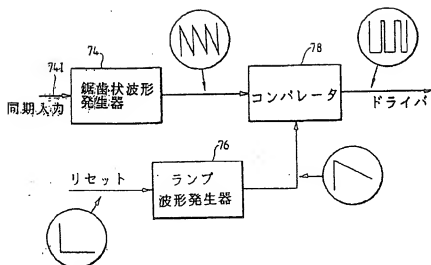 74
741
同期入力
鋸歯状波形
発生器
78
コンパレータ
ドライバ
リセット
76
ランプ
波形発生器